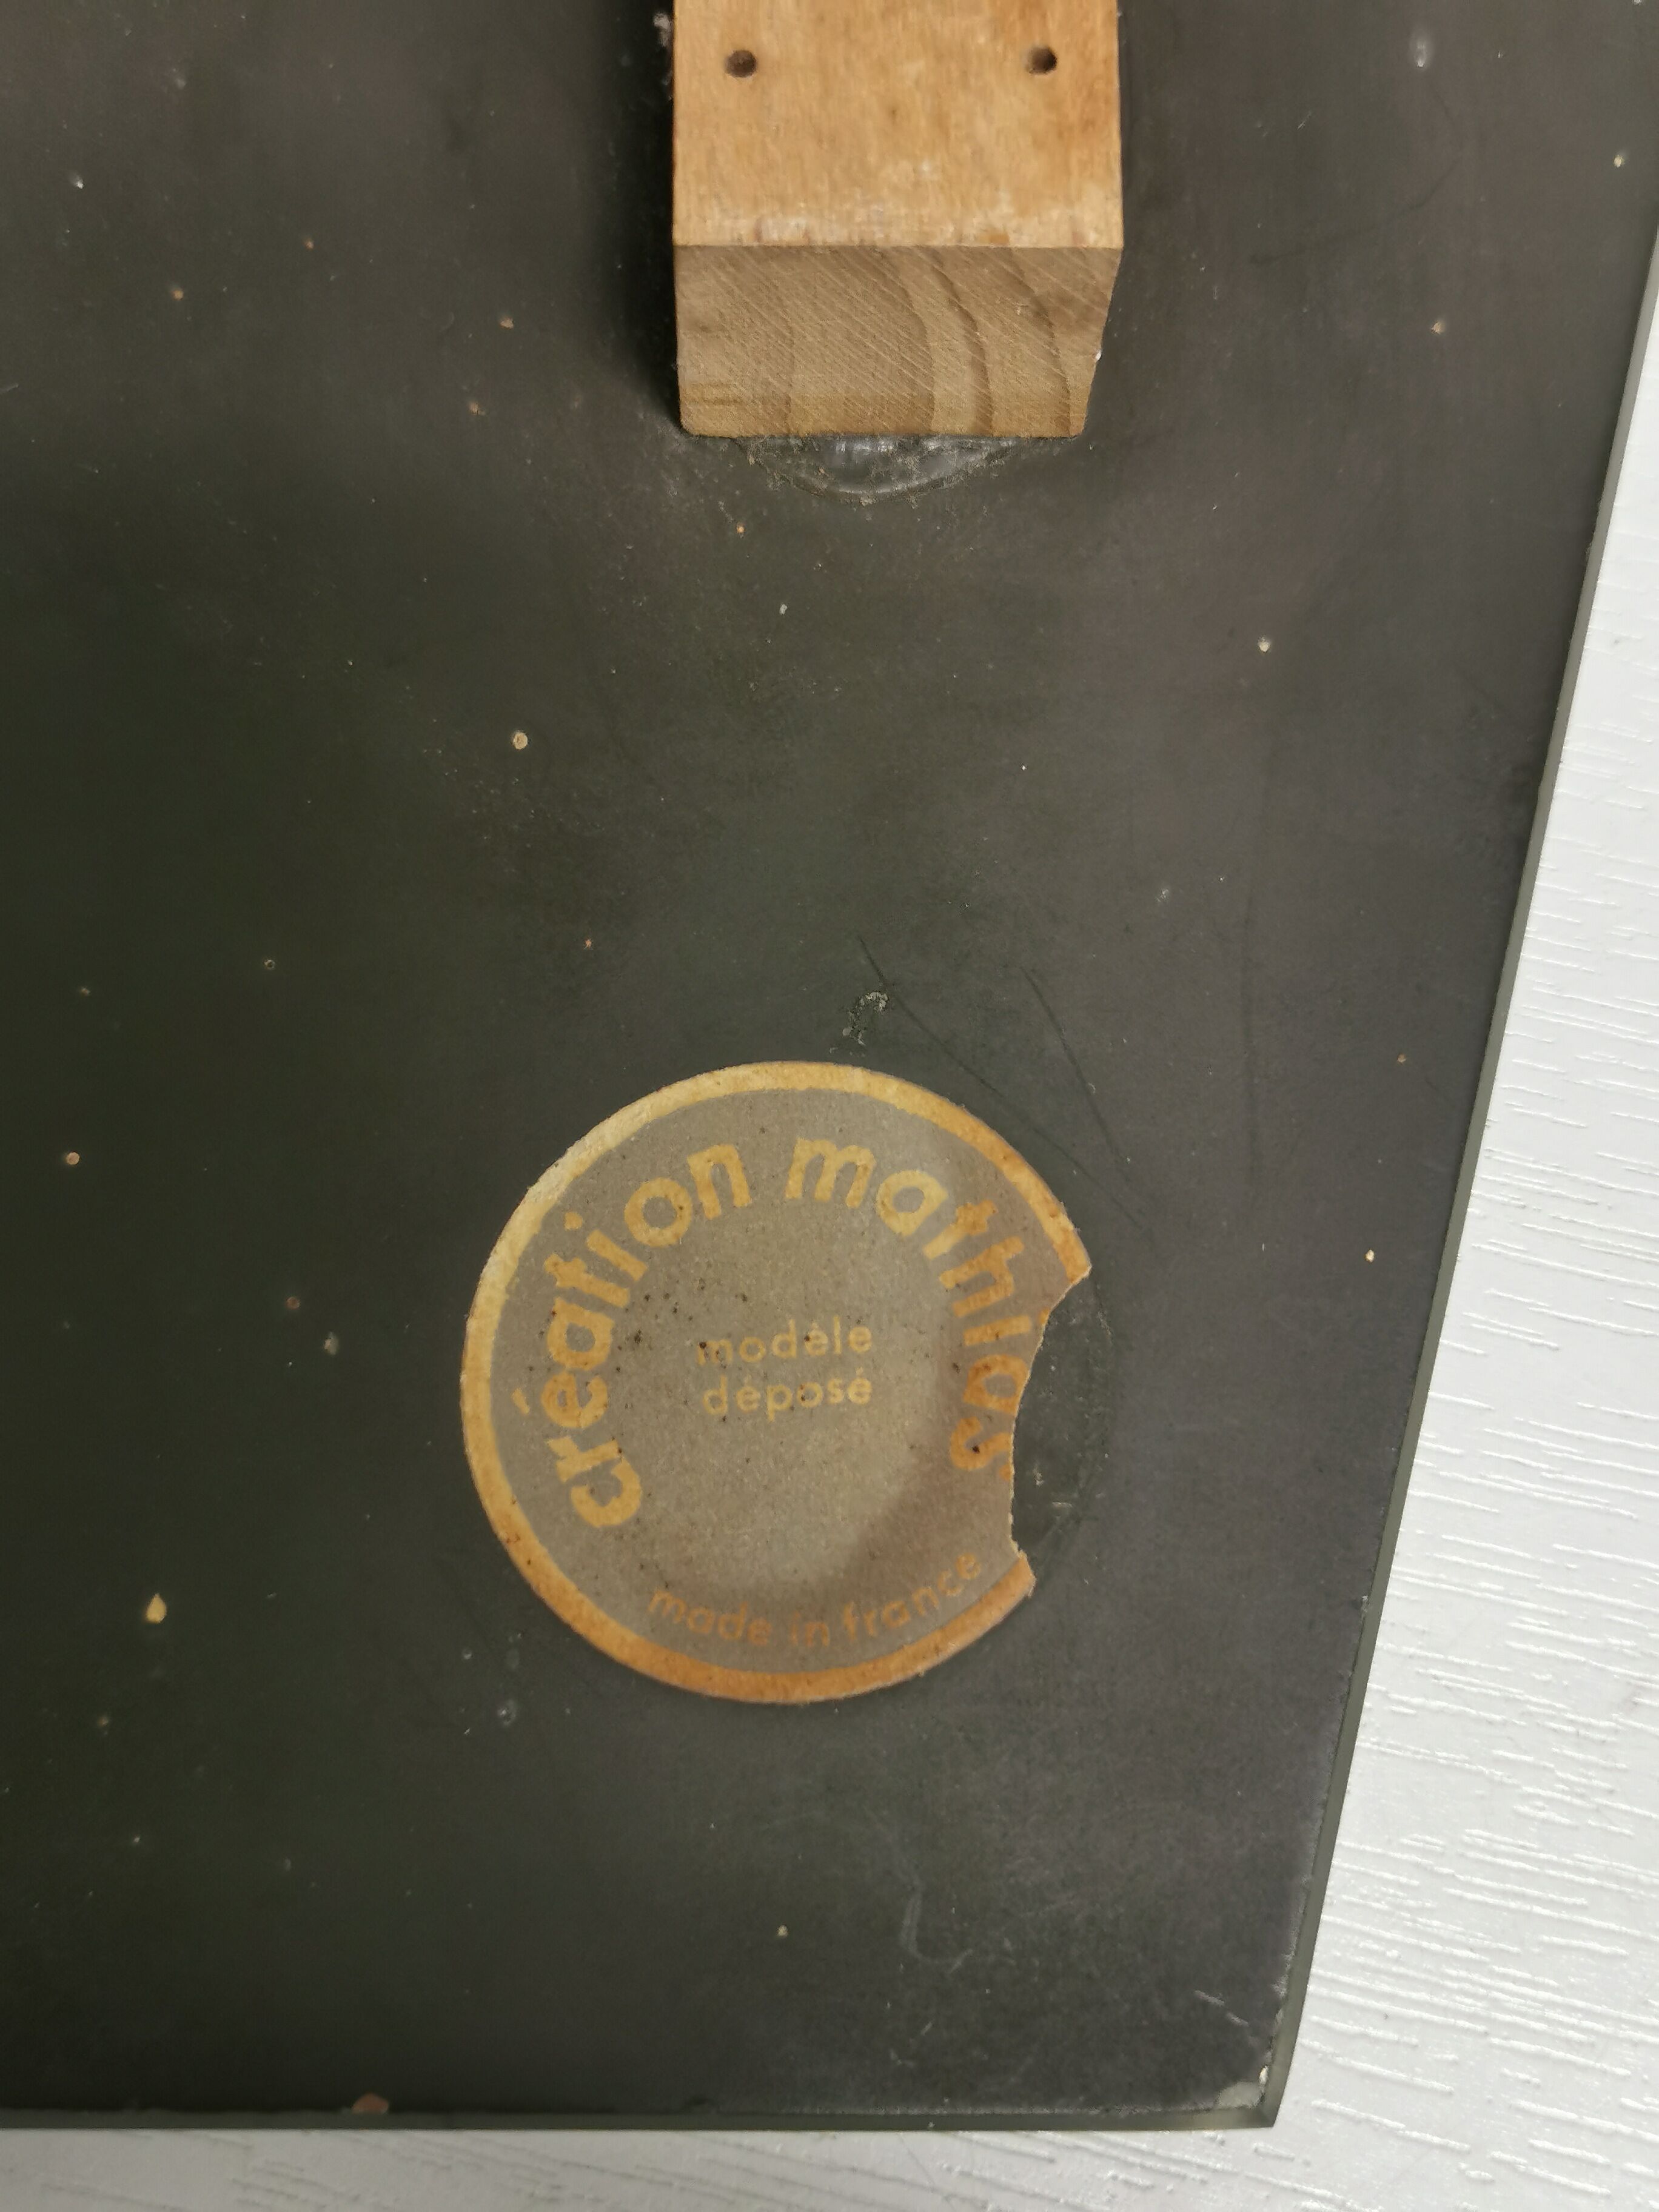 création mathias
modèle
déposé
made in france